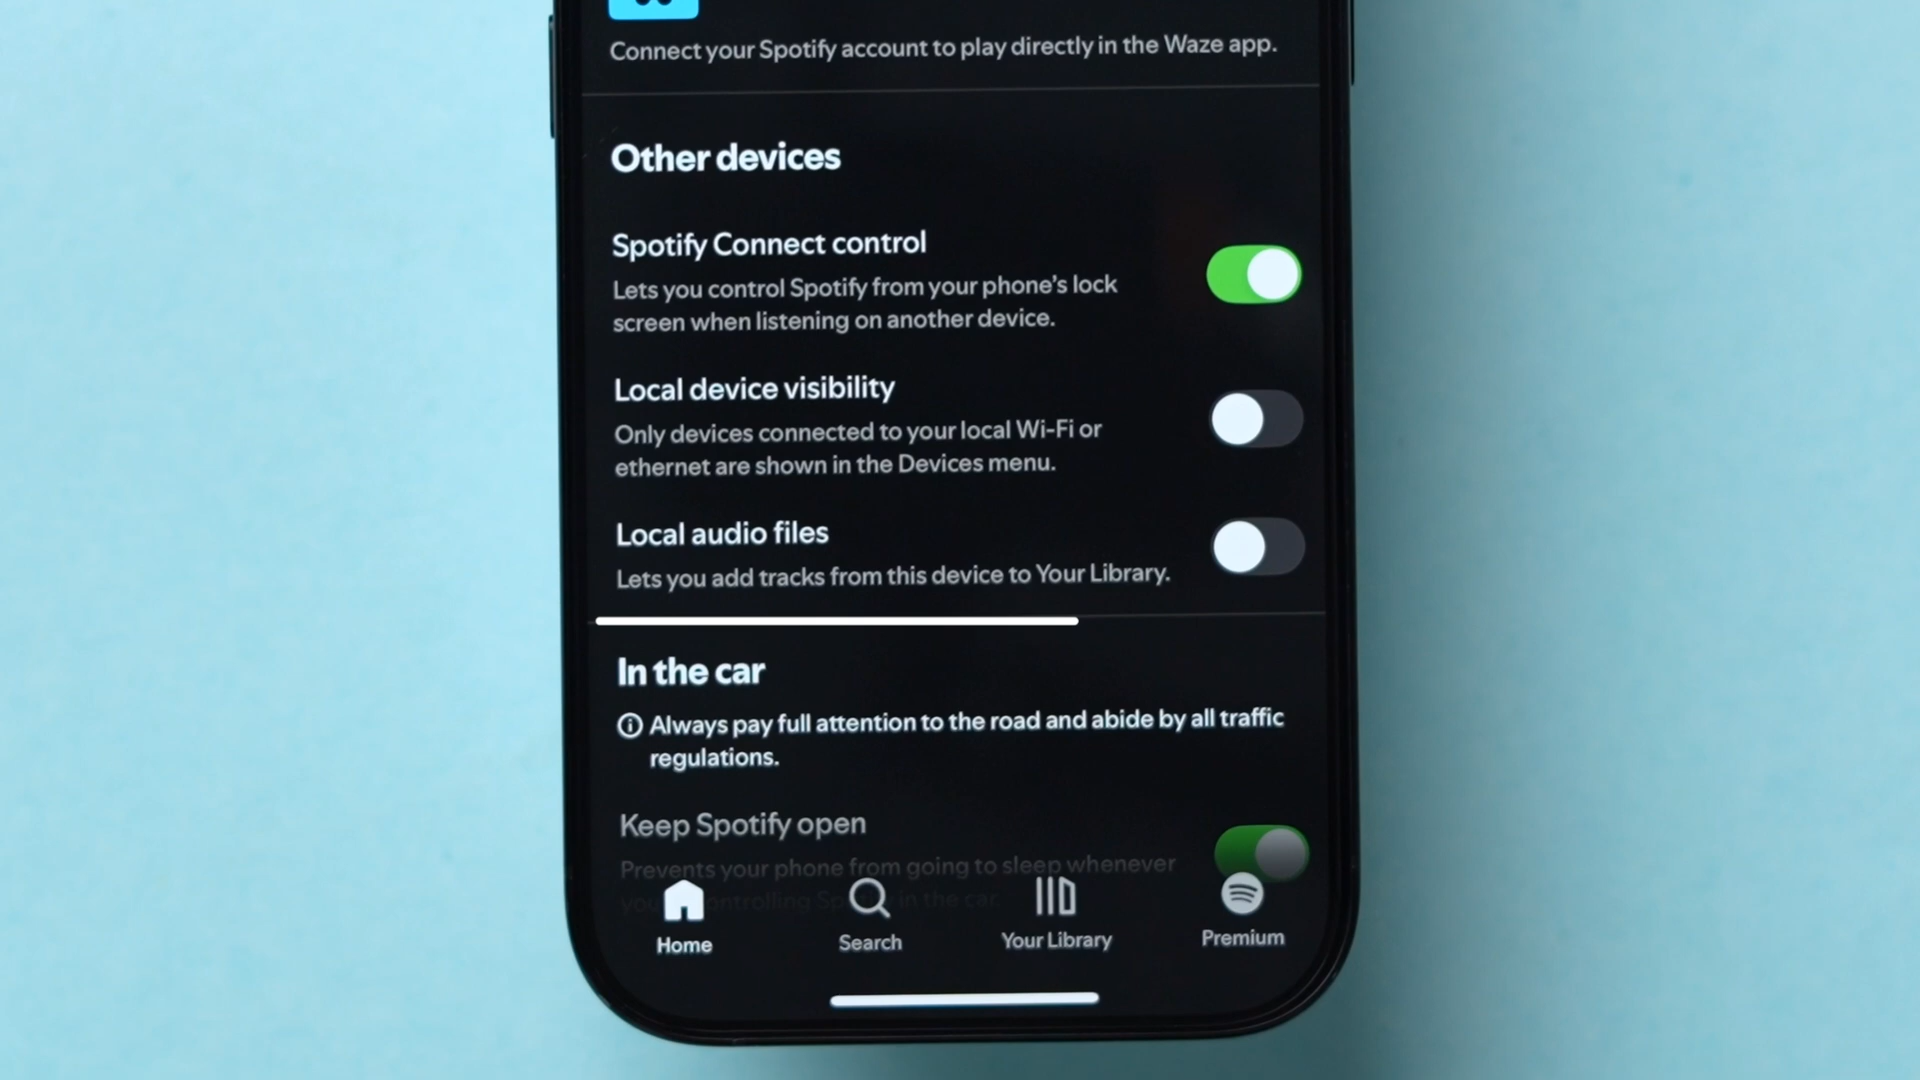 Connect your Spotify account to play directly in the Waze app.
Other devices
Spotify Connect control
Lets you control Spotify from your phone's lock
screen when listening on another device.
Local device visibility
Only devices connected to your local Wi-Fi or
ethernet are shown in the Devices menu.
Local audio files
Lets you add tracks from this device to Your Library.
In the car
Always pay full attention to the road and abide by all traffic
regulations.
Keep Spotify open
Prevents your phone from going to sleep whenever
controlling in the car.
Home
Search
Your Library
Premium